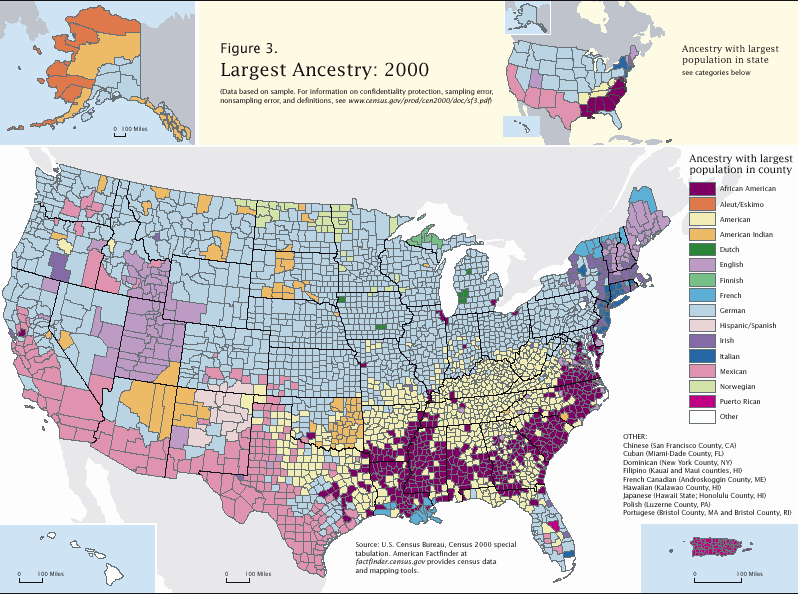 Figure 3.
Largest Ancestry: 2000
(Data based on sample. For information on confidentiality protection, sampling error,
nonsampling error, and definitions, see www.census.gov/prod/cen2000/doc/sf3.pdf)
Ancestry with largest
population in state
see categories below
0 100 Miles
Ancestry with largest
population in county
African American
Aleut/Eskimo
American
American Indian
Dutch
English
Finnish
French
German
Hispanic/Spanish
Irish
Italian
Mexican
Norwegian
Puerto Rican
Other
OTHER:
Chinese (San Francisco County, CA)
Cuban (Miami-Dade County, FL)
Dominican (New York County, NY)
Filipino (Kauai and Maui counties, HI)
French Canadian (Androskoggin County, ME)
Hawaiian (Kalawao County, HI)
Japanese (Hawaii State; Honolulu County, HI)
Polish (Luzerne County, PA)
Portugese (Bristol County, MA and Bristol County, RI)
Source: U.S. Census Bureau, Census 2000 special
tabulation. American Factfinder at
factfinder.census.gov provides census data
and mapping tools.
0 100 Miles
0 100 Miles
0 100 Miles